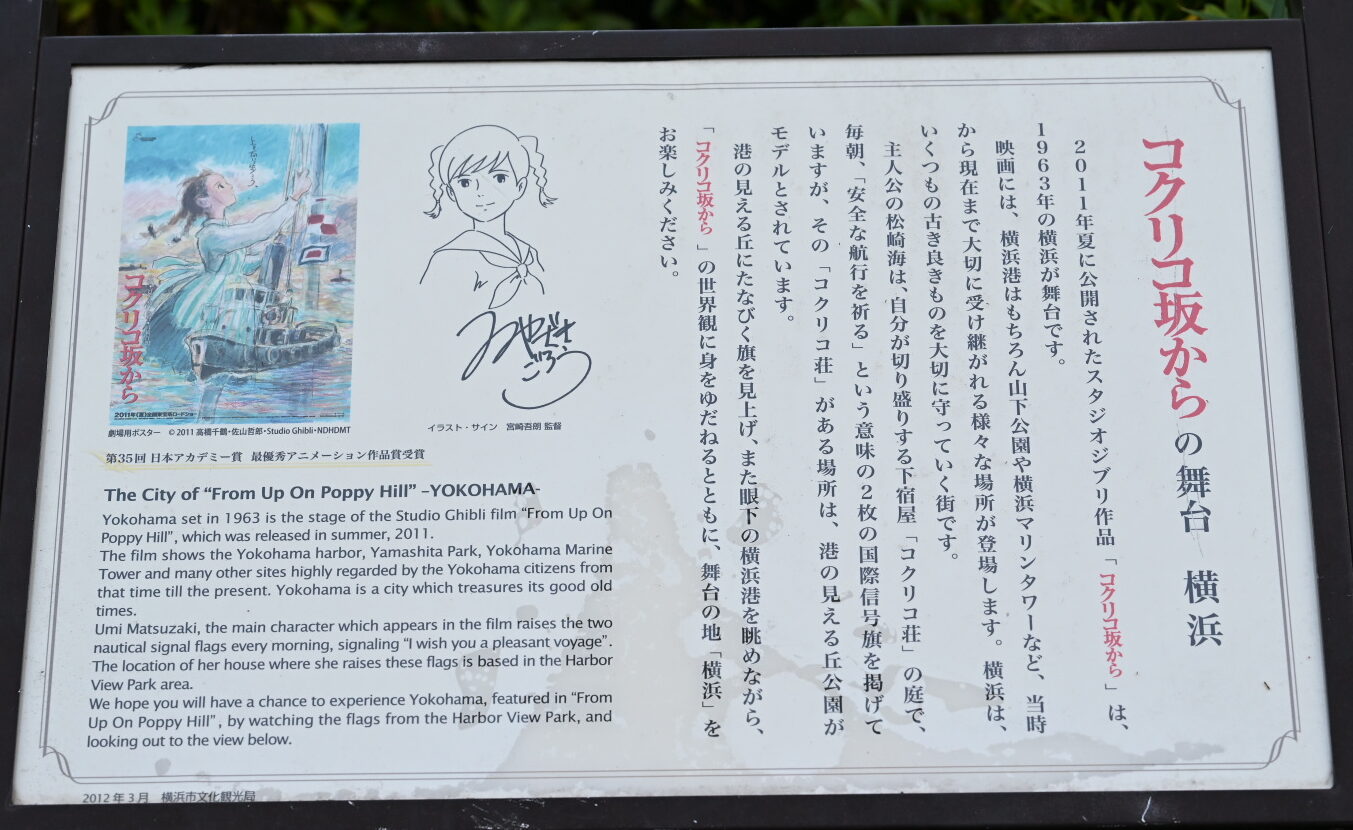 コクリコ坂からの舞台 横浜
2011年夏に公開されたスタジオジブリ作品「コクリコ坂から」は、
1963年の横浜が舞台です。
映画には、横浜港はもちろん山下公園や横浜マリンタワーなど、当時
から現在まで大切に受け継がれる様々な場所が登場します。横浜は、
いくつもの古き良きものを大切に守っていく街です。
主人公の松崎海は、自分が切り盛りする下宿屋「コクリコ荘」の庭で、
毎朝、「安全な航行を祈る」という意味の2枚の国際信号旗を掲げて
いますが、その「コクリコ荘」がある場所は、港の見える丘公園が
モデルとされています。
港の見える丘にたなびく旗を見上げ、また眼下の横浜港を眺めながら、
「コクリコ坂から」の世界観に身をゆだねるとともに、舞台の地「横浜」を
お楽しみください。
コクリコ坂から
2011年(夏)全国東宝系ロードショー
劇場用ポスター ©2011 高橋千鶴・佐山哲郎・Studio Ghibli・NDHDMT
みやざきごろう
イラスト・サイン 宮崎吾朗 監督
第35回 日本アカデミー賞 最優秀アニメーション作品賞受賞
The City of “From Up On Poppy Hill” –YOKOHAMA-
Yokohama set in 1963 is the stage of the Studio Ghibli film “From Up On
Poppy Hill”, which was released in summer, 2011.
The film shows the Yokohama harbor, Yamashita Park, Yokohama Marine
Tower and many other sites highly regarded by the Yokohama citizens from
that time till the present. Yokohama is a city which treasures its good old
times.
Umi Matsuzaki, the main character which appears in the film raises the two
nautical signal flags every morning, signaling “I wish you a pleasant voyage”.
The location of her house where she raises these flags is based in the Harbor
View Park area.
We hope you will have a chance to experience Yokohama, featured in “From
Up On Poppy Hill”, by watching the flags from the Harbor View Park, and
looking out to the view below.
2012年3月 横浜市文化観光局